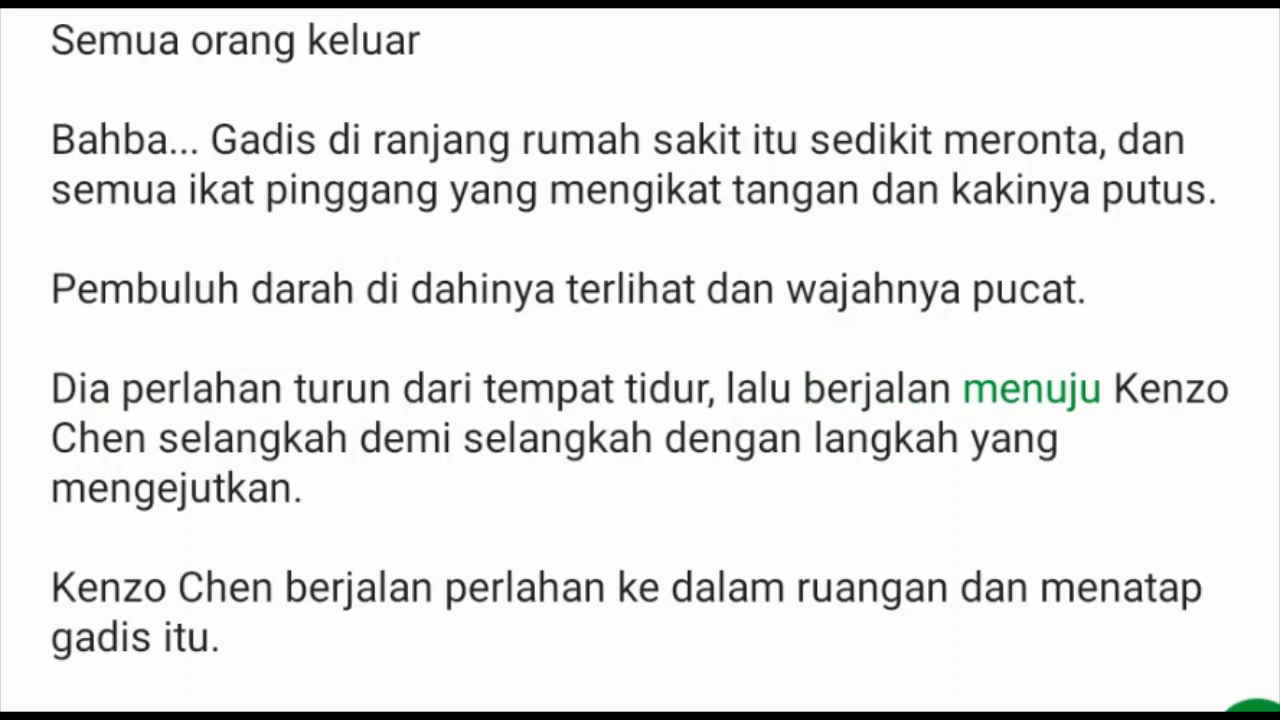 Semua orang keluar
Bahba... Gadis di ranjang rumah sakit itu sedikit meronta, dan
semua ikat pinggang yang mengikat tangan dan kakinya putus.
Pembuluh darah di dahinya terlihat dan wajahnya pucat.
Dia perlahan turun dari tempat tidur, lalu berjalan menuju Kenzo
Chen selangkah demi selangkah dengan langkah yang
mengejutkan.
Kenzo Chen berjalan perlahan ke dalam ruangan dan menatap
gadis itu.